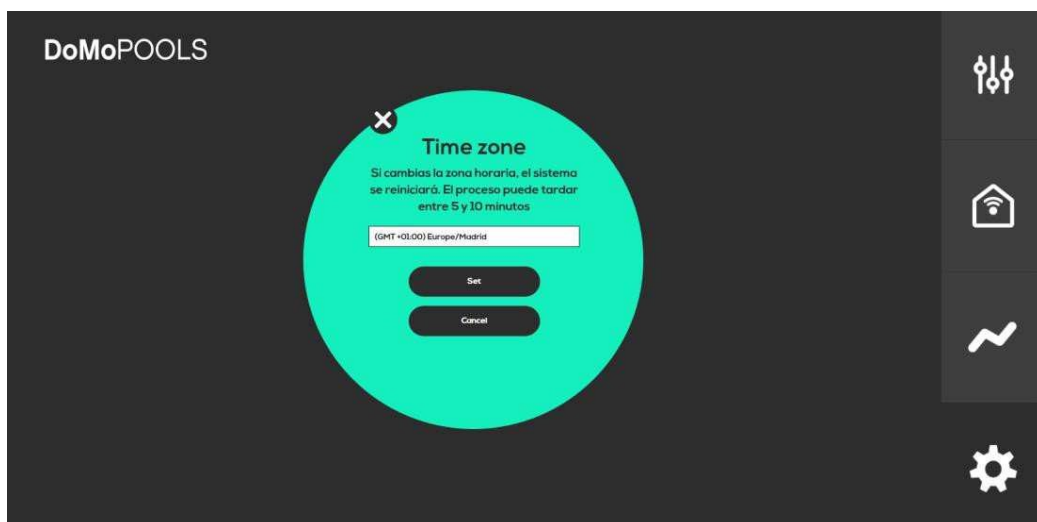 DoMoPOOLS
Time zone
Si cambias la zona horaria, el sistema
se reiniciará. El proceso puede tardar
entre 5 y 10 minutos
(GMT +01:00) Europe/Madrid
Set
Cancel